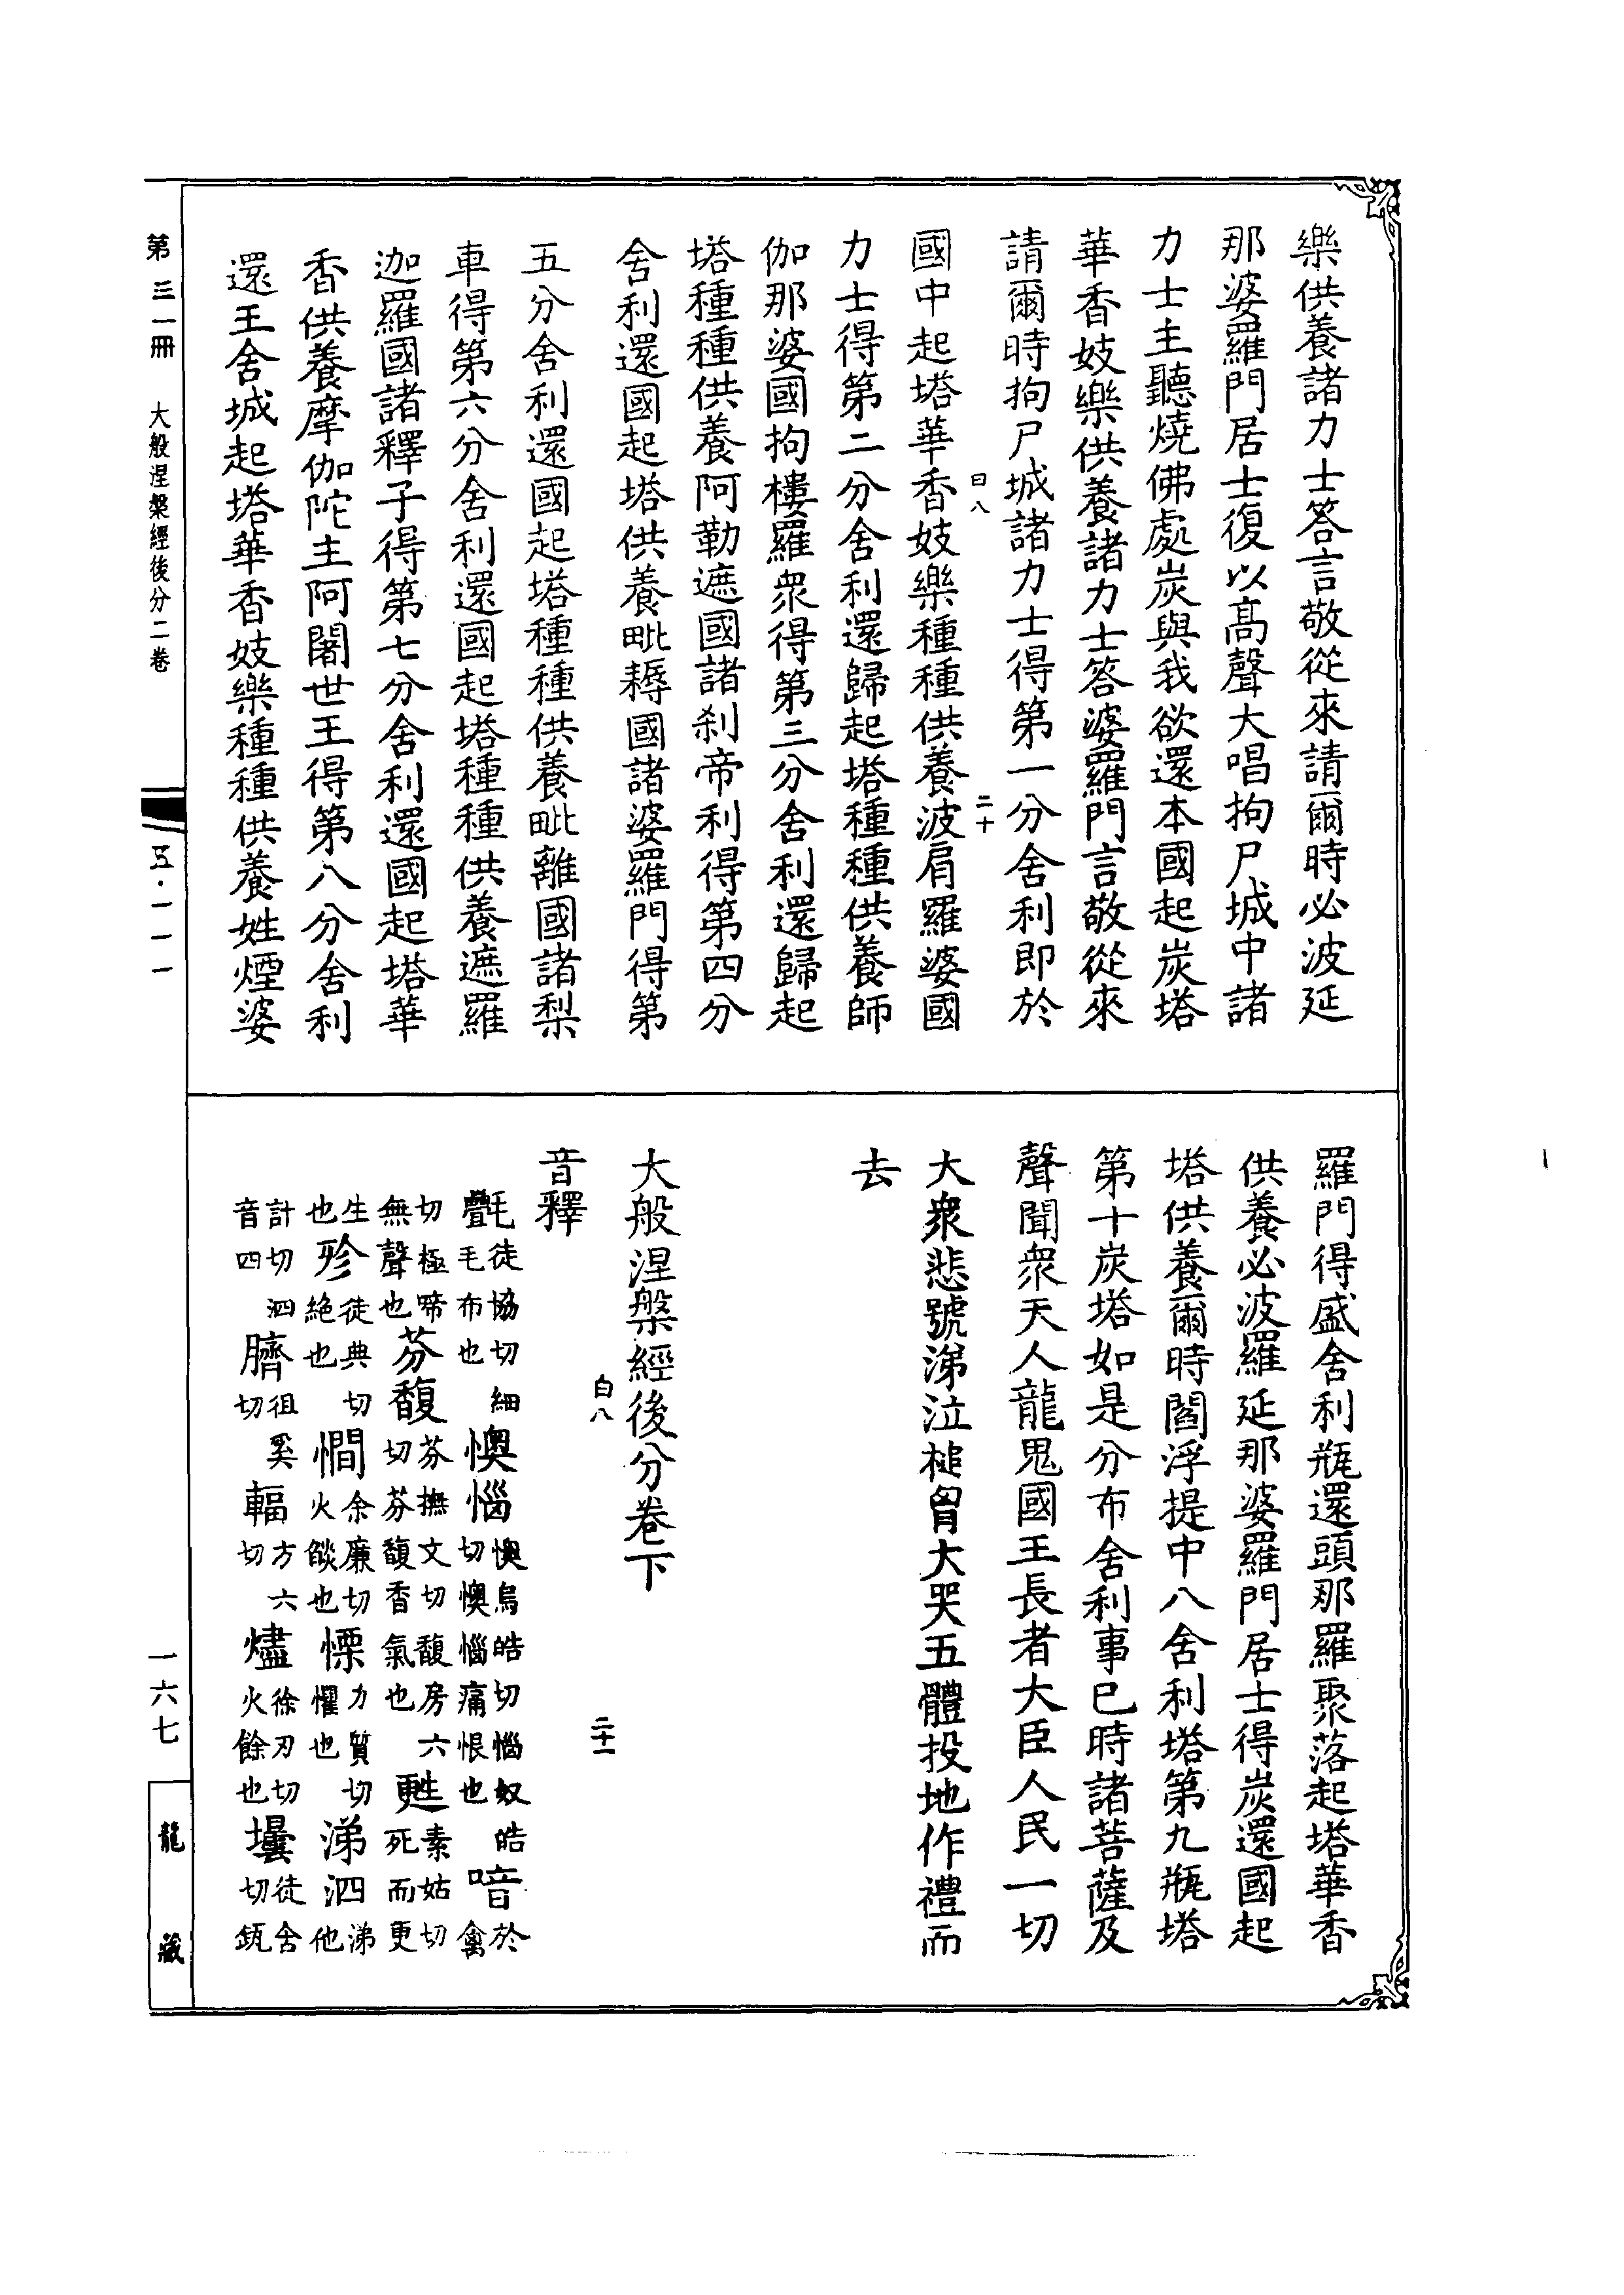 樂供養諸力士答言敬從來請爾時必波延
那婆羅門居士復以高聲大唱拘尸城中諸
力士主聽燒佛處炭與我欲還本國起炭塔
華香妓樂供養諸力士答婆羅門言敬從來
請爾時拘尸城諸力士得第一分舍利即於
曰八 二十
國中起塔華香妓樂種種供養波肩羅婆國
力士得第二分舍利還歸起塔種種供養師
伽那婆國拘樓羅眾得第三分舍利還歸起
塔種種供養阿勒遮國諸剎帝利得第四分
舍利還國起塔供養毗耨國諸婆羅門得第
五分舍利還國起塔種種供養毗離國諸梨
車得第六分舍利還國起塔種種供養遮羅
迦羅國諸釋子得第七分舍利還國起塔華
香供養摩伽陀主阿闍世王得第八分舍利
還王舍城起塔華香妓樂種種供養姓煙婆
羅門得盛舍利瓶還頭那羅聚落起塔華香
供養必波羅延那婆羅門居士得炭還國起
塔供養爾時閻浮提中八舍利塔第九瓶塔
第十炭塔如是分布舍利事已時諸菩薩及
聲聞眾天人龍鬼國王長者大臣人民一切
大眾悲號涕泣槌胷大哭五體投地作禮而
去
大般涅槃經後分卷下
白八 二十一
音釋
㲲徒協切細毛布也 懊惱懊烏皓切惱奴皓切懊惱痛恨也 喑於禽
切極啼無聲也 芬馥芬撫文切馥房六切芬馥香氣也 甦素姑切死而更
生也 殄徒典切絕也 燗余廉切火燄也 慄力質切懼也 涕泗涕他
計切泗音四 臍徂奚切 輻方六切 燼徐刃切火餘也 壜徒含切
第三一冊 大般涅槃經後分二卷
五·一一一
一六七
龍藏